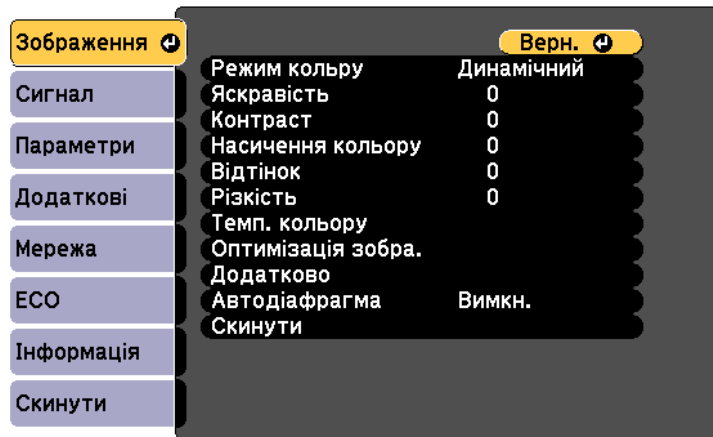 Зображення
Сигнал
Параметри
Додаткові
Мережа
ECO
Інформація
Скинути
Верн.
Режим кольру Динамічний
Яскравість 0
Контраст 0
Насичення кольору 0
Відтінок 0
Різкість 0
Темп. кольору
Оптимізація зобра.
Додатково
Автодіафрагма Вимкн.
Скинути